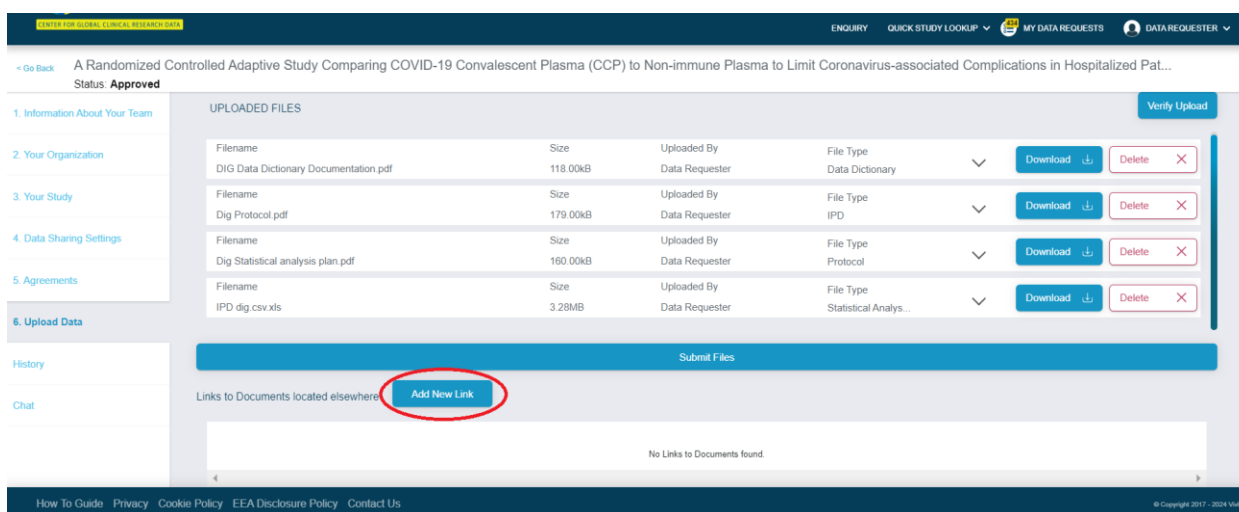 CENTER FOR GLOBAL CLINICAL RESEARCH DATA
ENQUIRY QUICK STUDY LOOKUP 434 MY DATA REQUESTS DATA REQUESTER
< Go Back A Randomized Controlled Adaptive Study Comparing COVID-19 Convalescent Plasma (CCP) to Non-immune Plasma to Limit Coronavirus-associated Complications in Hospitalized Pat...
Status: Approved
1. Information About Your Team
2. Your Organization
3. Your Study
4. Data Sharing Settings
5. Agreements
6. Upload Data
History
Chat
UPLOADED FILES Verify Upload
Filename Size Uploaded By File Type
DIG Data Dictionary Documentation.pdf 118.00kB Data Requester Data Dictionary Download Delete
Filename Size Uploaded By File Type
Dig Protocol.pdf 179.00kB Data Requester IPD Download Delete
Filename Size Uploaded By File Type
Dig Statistical analysis plan.pdf 160.00kB Data Requester Protocol Download Delete
Filename Size Uploaded By File Type
IPD dig.csv.xls 3.28MB Data Requester Statistical Analys... Download Delete
Submit Files
Links to Documents located elsewhere Add New Link
No Links to Documents found.
How To Guide Privacy Cookie Policy EEA Disclosure Policy Contact Us © Copyright 2017 - 2024